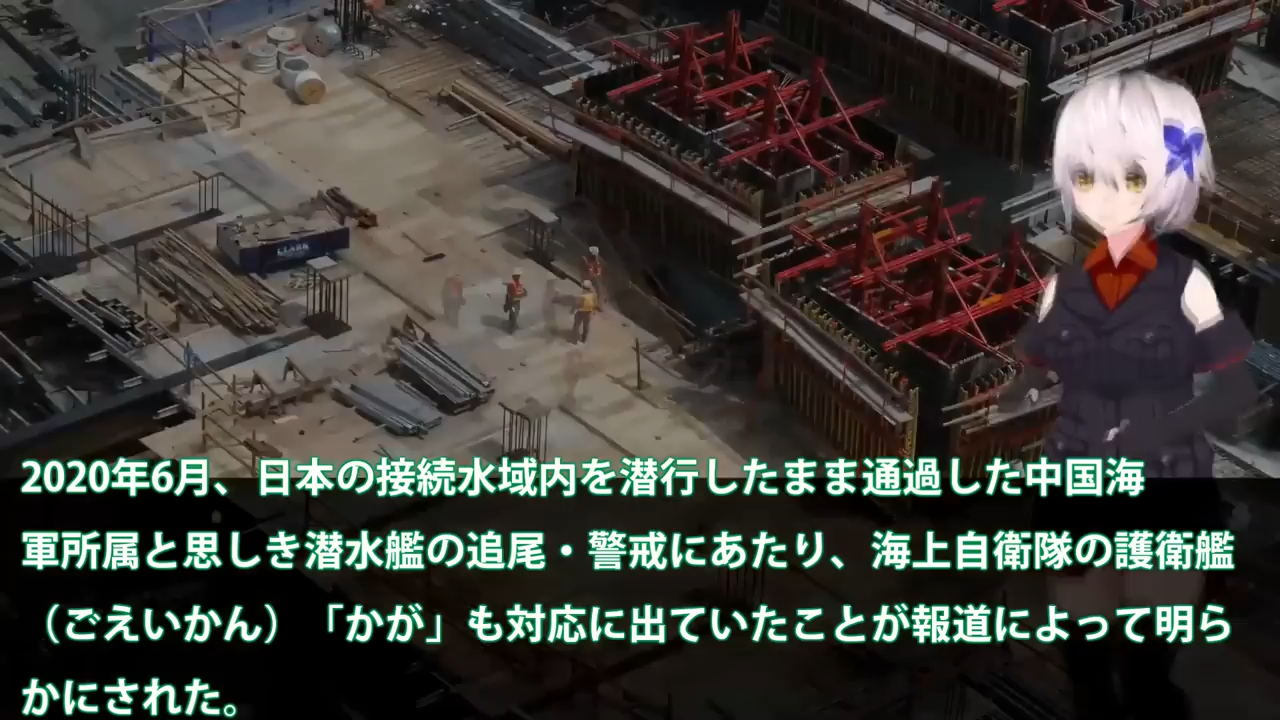 CLARK
2020年6月、日本の接続水域内を潜行したまま通過した中国海
軍所属と思しき潜水艦の追尾・警戒にあたり、海上自衛隊の護衛艦
（ごえいかん）「かが」も対応に出ていたことが報道によって明ら
かにされた。